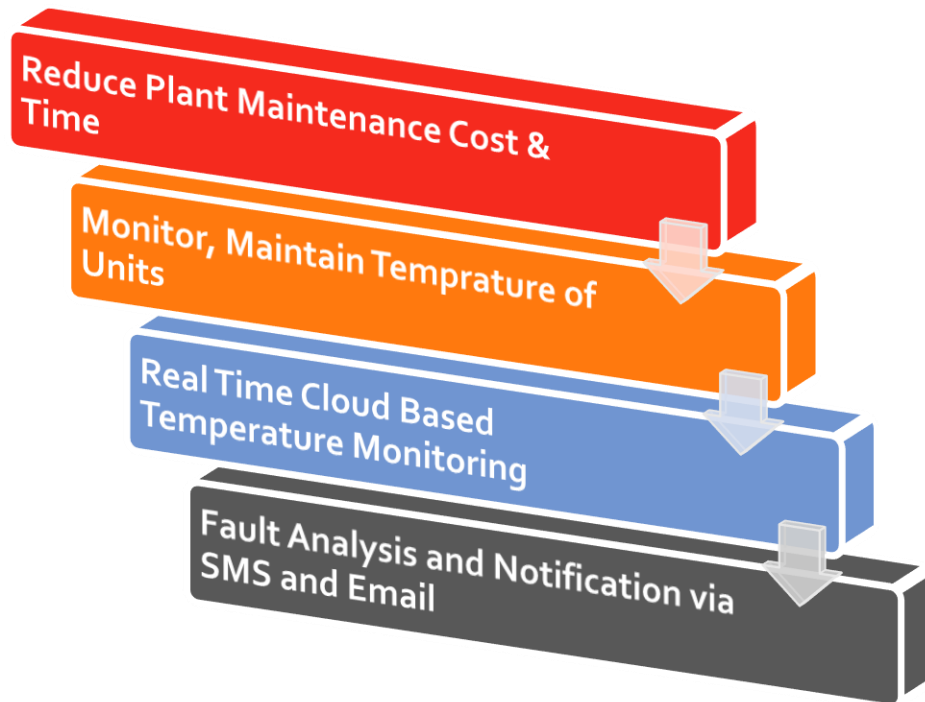 Reduce Plant Maintenance Cost &
Time
Monitor, Maintain Temprature of
Units
Real Time Cloud Based
Temperature Monitoring
Fault Analysis and Notification via
SMS and Email